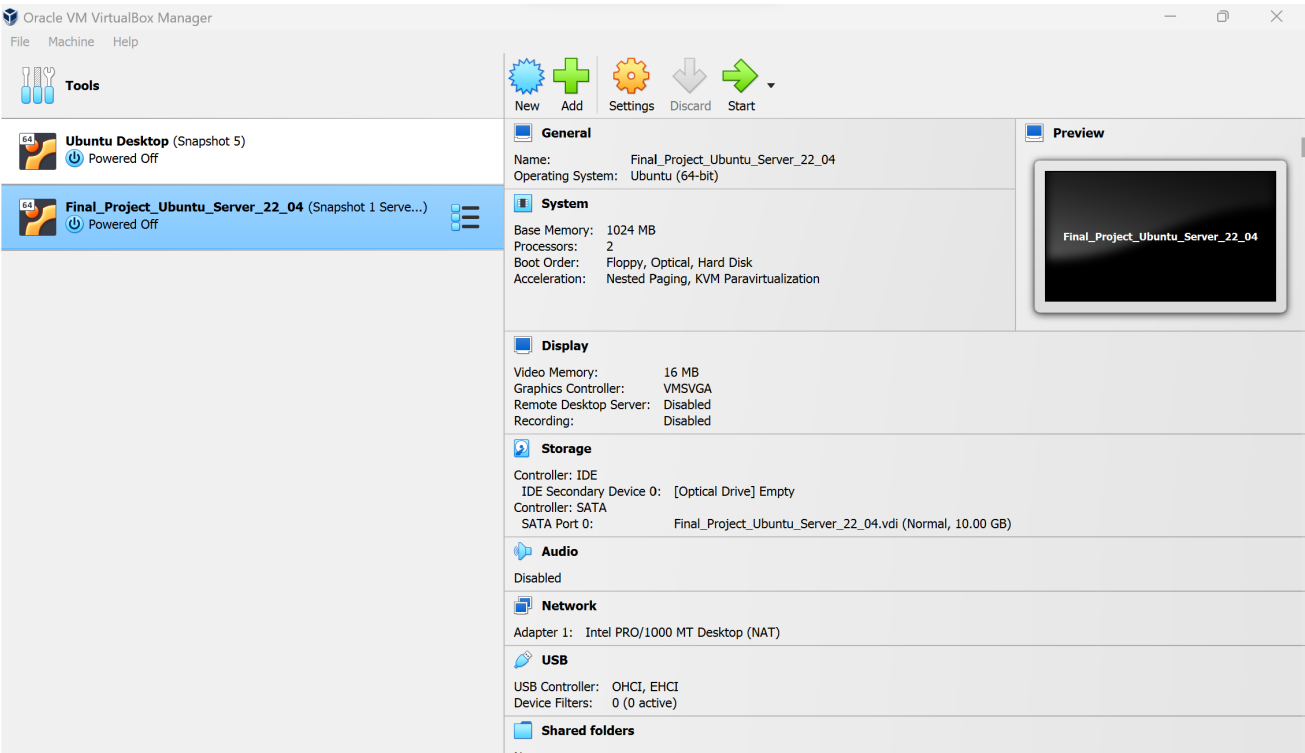 Oracle VM VirtualBox Manager
File Machine Help
Tools
New Add Settings Discard Start
64
Ubuntu Desktop (Snapshot 5)
Powered Off
64
Final_Project_Ubuntu_Server_22_04 (Snapshot 1 Serve...)
Powered Off
General
Name: Final_Project_Ubuntu_Server_22_04
Operating System: Ubuntu (64-bit)
Preview
Final_Project_Ubuntu_Server_22_04
System
Base Memory: 1024 MB
Processors: 2
Boot Order: Floppy, Optical, Hard Disk
Acceleration: Nested Paging, KVM Paravirtualization
Display
Video Memory: 16 MB
Graphics Controller: VMSVGA
Remote Desktop Server: Disabled
Recording: Disabled
Storage
Controller: IDE
IDE Secondary Device 0: [Optical Drive] Empty
Controller: SATA
SATA Port 0: Final_Project_Ubuntu_Server_22_04.vdi (Normal, 10.00 GB)
Audio
Disabled
Network
Adapter 1: Intel PRO/1000 MT Desktop (NAT)
USB
USB Controller: OHCI, EHCI
Device Filters: 0 (0 active)
Shared folders